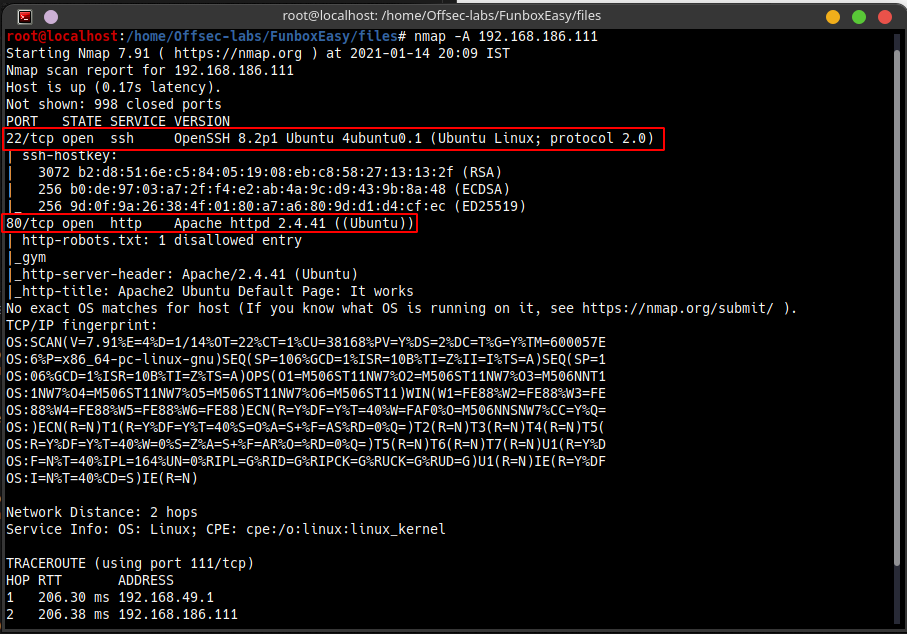 root@localhost: /home/Offsec-labs/FunboxEasy/files
root@localhost:/home/Offsec-labs/FunboxEasy/files# nmap -A 192.168.186.111
Starting Nmap 7.91 ( https://nmap.org ) at 2021-01-14 20:09 IST
Nmap scan report for 192.168.186.111
Host is up (0.17s latency).
Not shown: 998 closed ports
PORT   STATE SERVICE VERSION
22/tcp open  ssh     OpenSSH 8.2p1 Ubuntu 4ubuntu0.1 (Ubuntu Linux; protocol 2.0)
| ssh-hostkey:
|   3072 b2:d8:51:6e:c5:84:05:19:08:eb:c8:58:27:13:13:2f (RSA)
|   256 b0:de:97:03:a7:2f:f4:e2:ab:4a:9c:d9:43:9b:8a:48 (ECDSA)
|_  256 9d:0f:9a:26:38:4f:01:80:a7:a6:80:9d:d1:d4:cf:ec (ED25519)
80/tcp open  http    Apache httpd 2.4.41 ((Ubuntu))
| http-robots.txt: 1 disallowed entry
|_gym
|_http-server-header: Apache/2.4.41 (Ubuntu)
|_http-title: Apache2 Ubuntu Default Page: It works
No exact OS matches for host (If you know what OS is running on it, see https://nmap.org/submit/ ).
TCP/IP fingerprint:
OS:SCAN(V=7.91%E=4%D=1/14%OT=22%CT=1%CU=38168%PV=Y%DS=2%DC=T%G=Y%TM=600057E
OS:6%P=x86_64-pc-linux-gnu)SEQ(SP=106%GCD=1%ISR=10B%TI=Z%II=I%TS=A)SEQ(SP=1
OS:06%GCD=1%ISR=10B%TI=Z%TS=A)OPS(O1=M506ST11NW7%O2=M506ST11NW7%O3=M506NNT1
OS:1NW7%O4=M506ST11NW7%O5=M506ST11NW7%O6=M506ST11)WIN(W1=FE88%W2=FE88%W3=FE
OS:88%W4=FE88%W5=FE88%W6=FE88)ECN(R=Y%DF=Y%T=40%W=FAF0%O=M506NNSNW7%CC=Y%Q=
OS:)ECN(R=N)T1(R=Y%DF=Y%T=40%S=O%A=S+%F=AS%RD=0%Q=)T2(R=N)T3(R=N)T4(R=N)T5(
OS:R=Y%DF=Y%T=40%W=0%S=Z%A=S+%F=AR%O=%RD=0%Q=)T5(R=N)T6(R=N)T7(R=N)U1(R=Y%D
OS:F=N%T=40%IPL=164%UN=0%RIPL=G%RID=G%RIPCK=G%RUCK=G%RUD=G)U1(R=N)IE(R=Y%DF
OS:I=N%T=40%CD=S)IE(R=N)
Network Distance: 2 hops
Service Info: OS: Linux; CPE: cpe:/o:linux:linux_kernel
TRACEROUTE (using port 111/tcp)
HOP RTT       ADDRESS
1   206.30 ms 192.168.49.1
2   206.38 ms 192.168.186.111